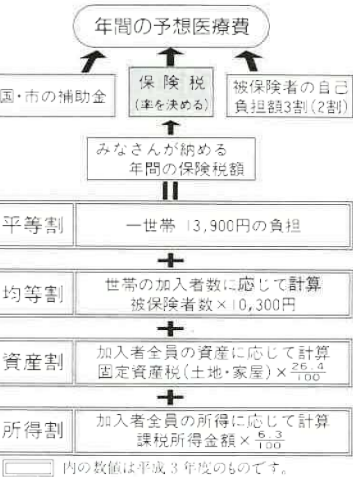 年間の予想医療費
国・市の補助金
保険税
(率を決める)
被保険者の自己
負担額3割(2割)
みなさんが納める
年間の保険税額
平等割
一世帯 13,900円の負担
+
均等割
世帯の加入者数に応じて計算
被保険者数×10,300円
+
資産割
加入者全員の資産に応じて計算
固定資産税(土地・家屋)×26.4/100
+
所得割
加入者全員の所得に応じて計算
課税所得金額×6.3/100
内の数値は平成3年度のものです。